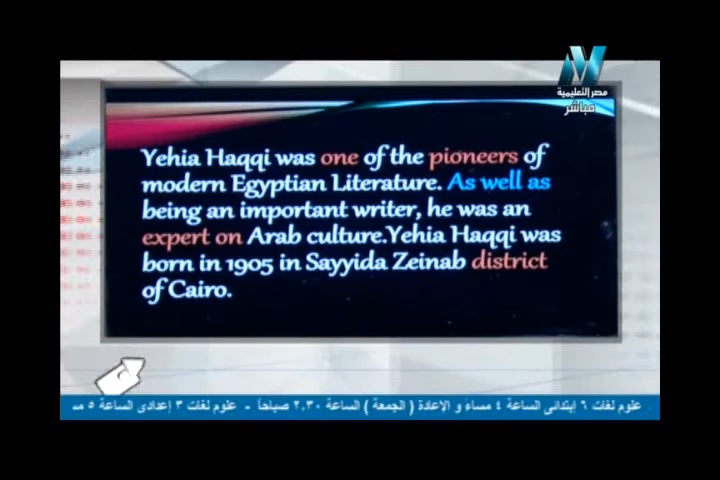 مصر التعليمية
مباشر
Yehia Haqqi was one of the pioneers of
modern Egyptian Literature. As well as
being an important writer, he was an
expert on Arab culture.Yehia Haqqi was
born in 1905 in Sayyida Zeinab district
of Cairo.
علوم لغات ٦ إبتدائى الساعة ٤ مساءً و الإعادة ( الجمعة ) الساعة ٢،٣٠ صباحاً - علوم لغات ٣ إعدادى الساعة ٥ مس